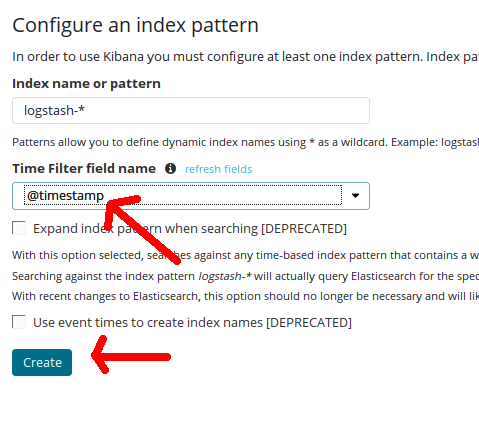 Configure an index pattern
In order to use Kibana you must configure at least one index pattern. Index pa
Index name or pattern
logstash-*
Patterns allow you to define dynamic index names using * as a wildcard. Example: logstash
Time Filter field name refresh fields
@timestamp
Expand index pattern when searching [DEPRECATED]
With this option selected, searches against any time-based index pattern that contains a w
Searching against the index pattern logstash-* will actually query Elasticsearch for the spec
With recent changes to Elasticsearch, this option should no longer be necessary and will lik
Use event times to create index names [DEPRECATED]
Create